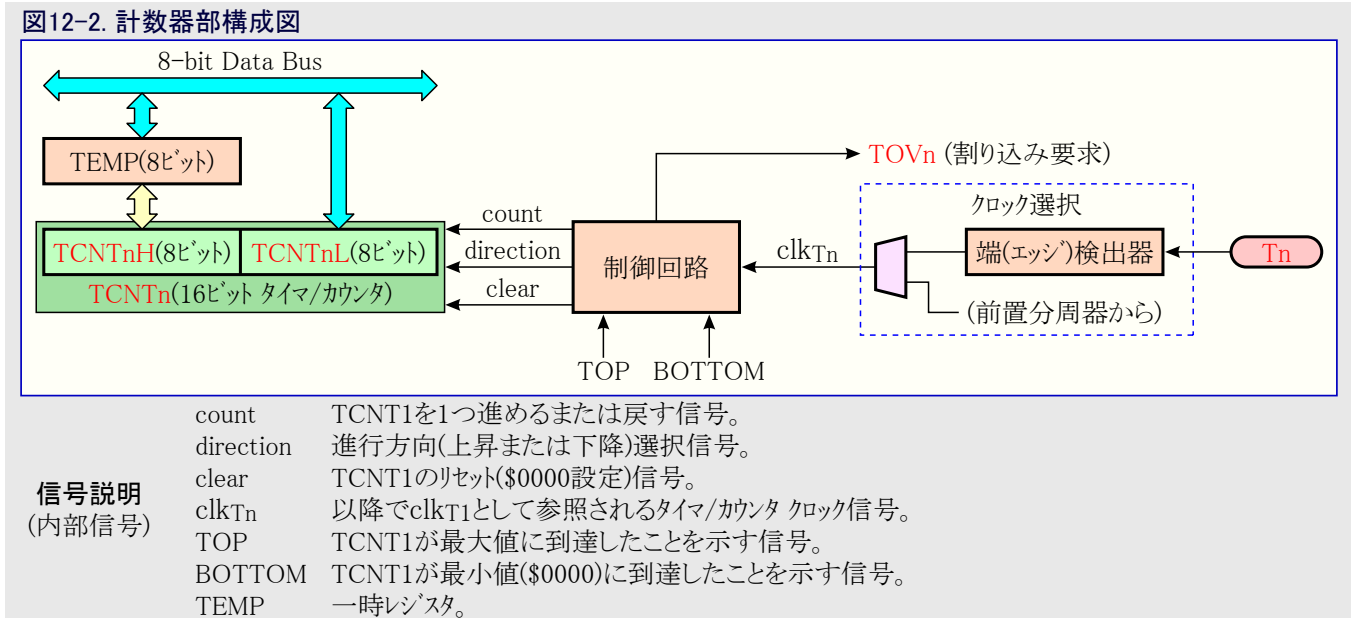 図12-2. 計数器部構成図
8-bit Data Bus
TEMP(8ﾋﾞｯﾄ)
TOVn (割り込み要求)
クロック選択
count
TCNTnH(8ﾋﾞｯﾄ)
TCNTnL(8ﾋﾞｯﾄ)
direction
制御回路
clkTn
端(ｴｯｼﾞ)検出器
Tn
TCNTn(16ﾋﾞｯﾄ ﾀｲﾏ/ｶｳﾝﾀ)
clear
(前置分周器から)
TOP BOTTOM
信号説明
(内部信号)
count TCNT1を1つ進めるまたは戻す信号。
direction 進行方向(上昇または下降)選択信号。
clear TCNT1のﾘｾｯﾄ($0000設定)信号。
clkTn 以降でclkT1として参照されるﾀｲﾏ/ｶｳﾝﾀ ｸﾛｯｸ信号。
TOP TCNT1が最大値に到達したことを示す信号。
BOTTOM TCNT1が最小値($0000)に到達したことを示す信号。
TEMP 一時ﾚｼﾞｽﾀ。